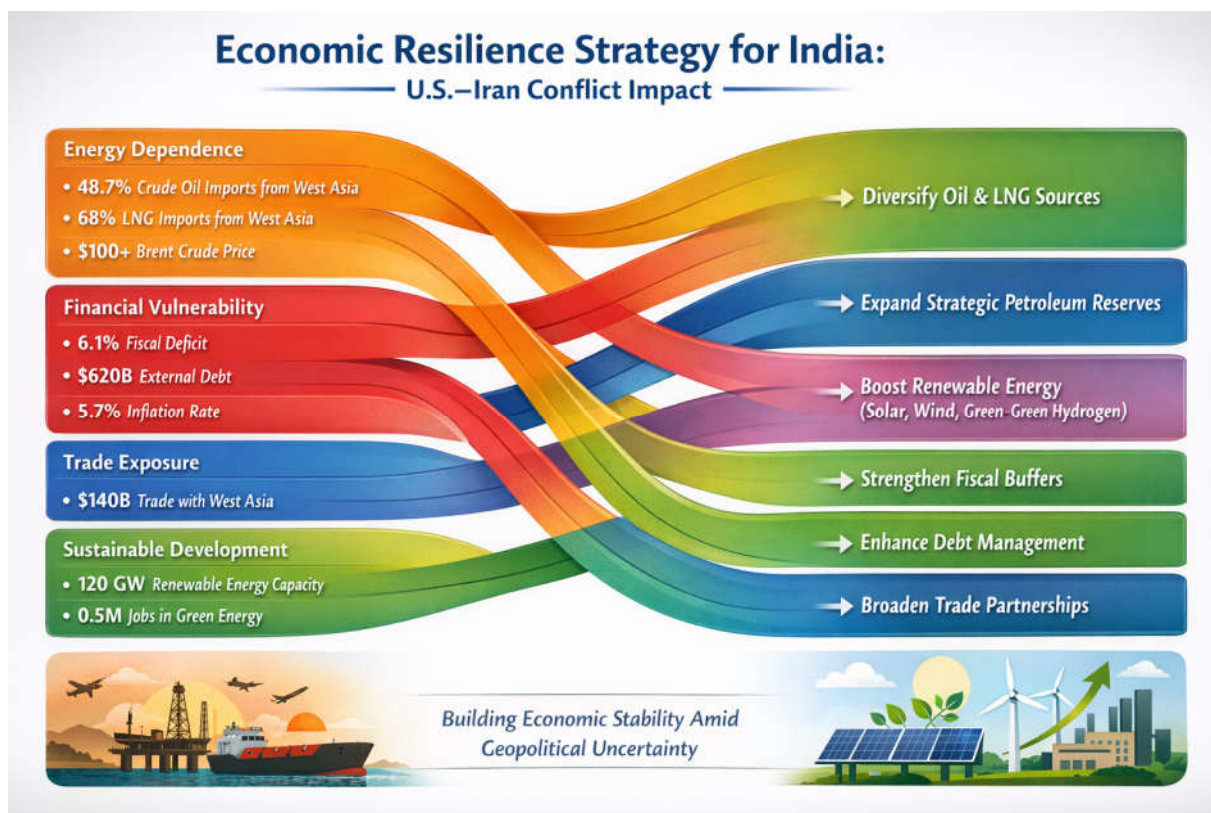 Economic Resilience Strategy for India:
U.S.–Iran Conflict Impact
Energy Dependence
• 48.7% Crude Oil Imports from West Asia
• 68% LNG Imports from West Asia
• $100+ Brent Crude Price
Financial Vulnerability
• 6.1% Fiscal Deficit
• $620B External Debt
• 5.7% Inflation Rate
Trade Exposure
• $140B Trade with West Asia
Sustainable Development
• 120 GW Renewable Energy Capacity
• 0.5M Jobs in Green Energy
Diversify Oil & LNG Sources
Expand Strategic Petroleum Reserves
Boost Renewable Energy
(Solar, Wind, Green-Green Hydrogen)
Strengthen Fiscal Buffers
Enhance Debt Management
Broaden Trade Partnerships
Building Economic Stability Amid
Geopolitical Uncertainty